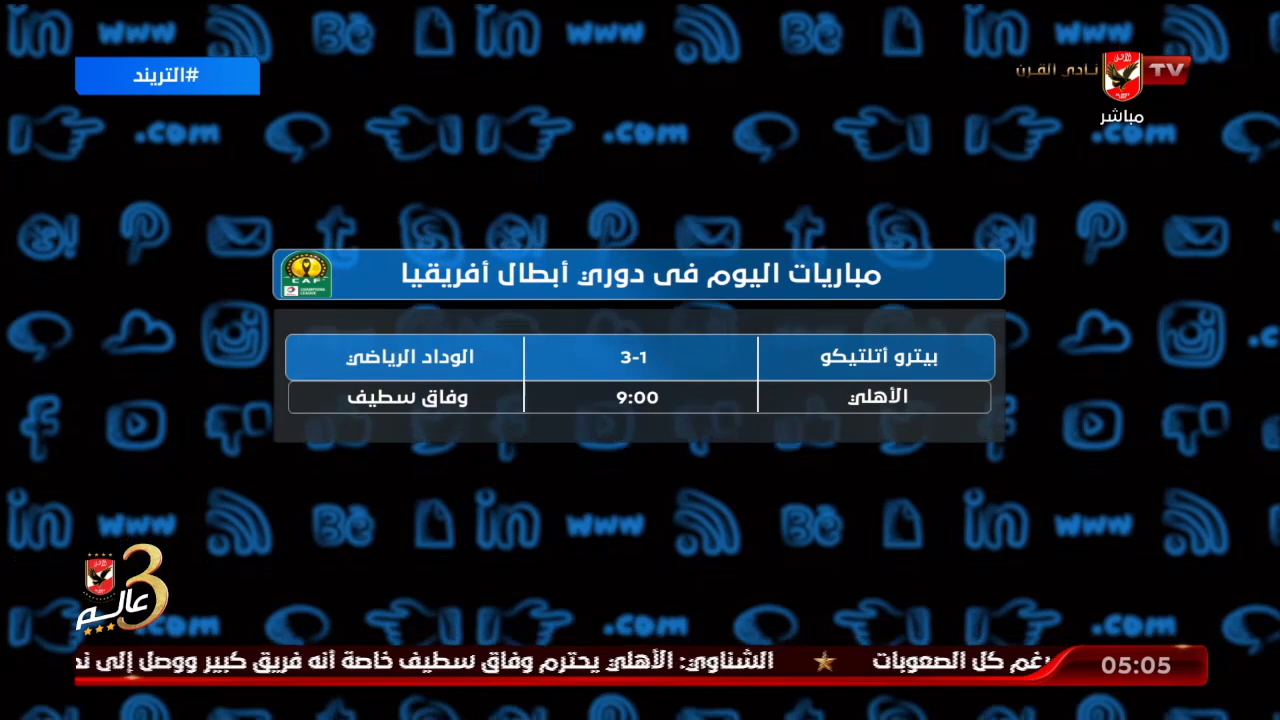 #التريند
نادي القرن
TV
مباشر
مباريات اليوم فى دوري أبطال أفريقيا
بيترو أتلتيكو 3-1 الوداد الرياضي
الأهلي 9:00 وفاق سطيف
3
عالم
05:05
رغم كل الصعوبات ★ الشناوي: الأهلي يحترم وفاق سطيف خاصة أنه فريق كبير ووصل إلى